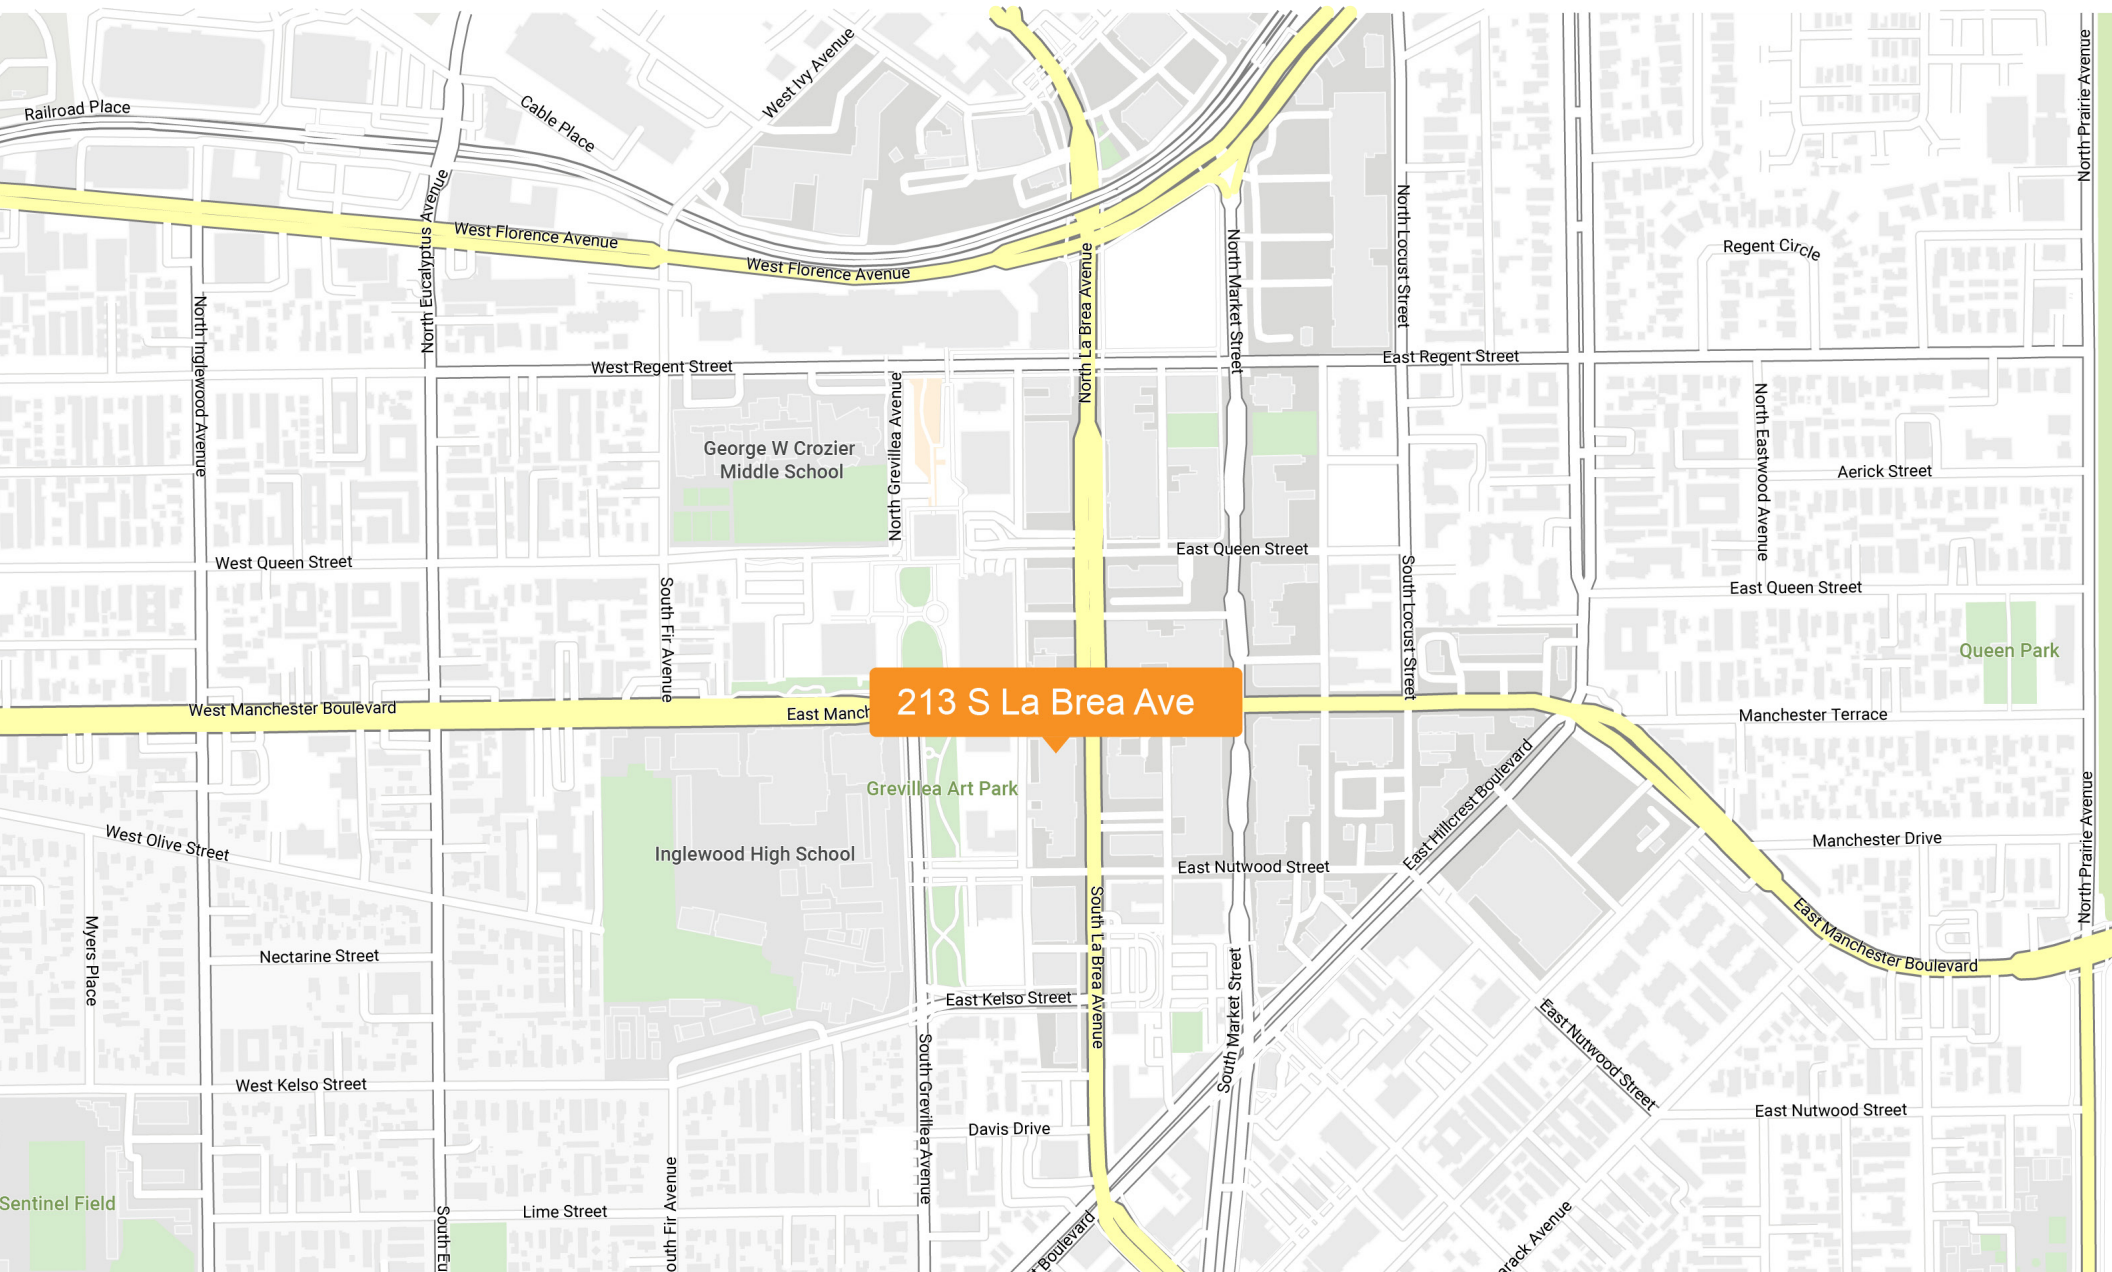 Railroad Place
Cable Place
West Ivy Avenue
North Prairie Avenue
West Florence Avenue
West Florence Avenue
North Eucalyptus Avenue
North La Brea Avenue
North Market Street
North Locust Street
Regent Circle
North Inglewood Avenue
West Regent Street
East Regent Street
North Grevillea Avenue
North Eastwood Avenue
George W Crozier
Middle School
Aerick Street
West Queen Street
East Queen Street
East Queen Street
South Fir Avenue
South Locust Street
Queen Park
213 S La Brea Ave
West Manchester Boulevard
East Manch
Manchester Terrace
East Hillcrest Boulevard
Grevillea Art Park
North Prairie Avenue
West Olive Street
Inglewood High School
East Nutwood Street
Manchester Drive
Myers Place
South La Brea Avenue
East Manchester Boulevard
Nectarine Street
South Market Street
East Kelso Street
East Nutwood Street
West Kelso Street
South Grevillea Avenue
East Nutwood Street
Davis Drive
Sentinel Field
South Eu
Lime Street
outh Fir Avenue
t Boulevard
arack Avenue